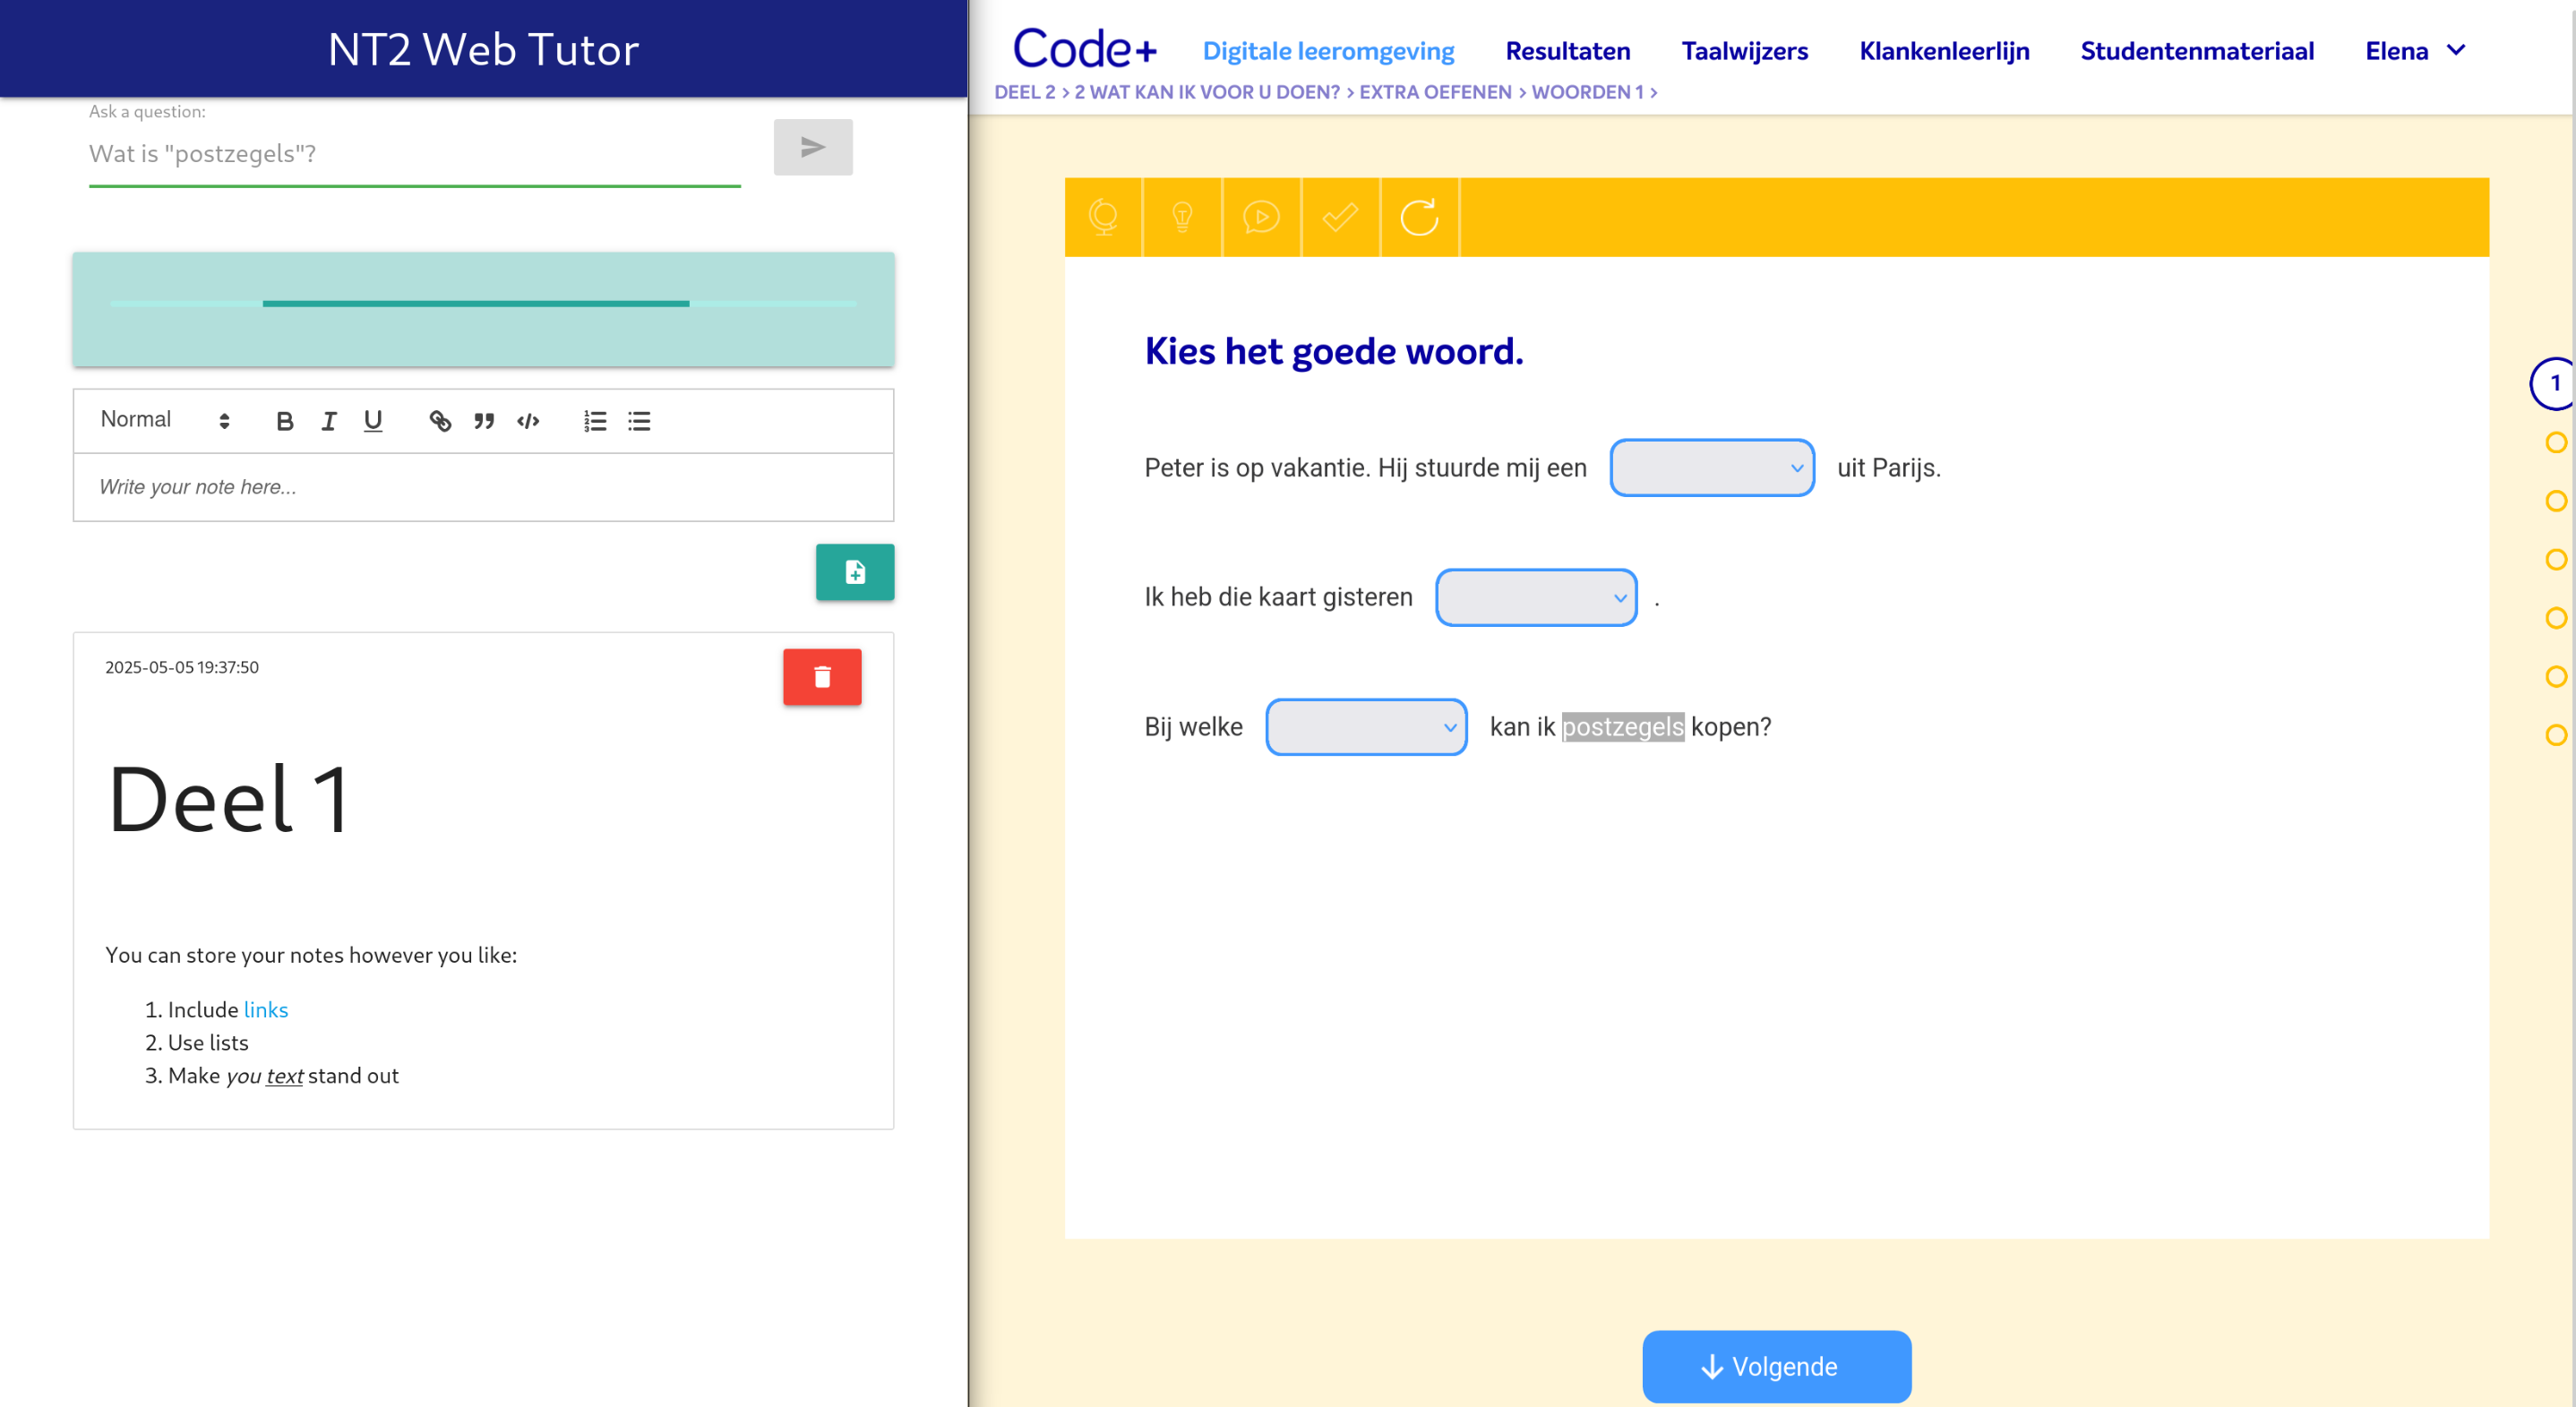 NT2 Web Tutor
Ask a question:
Wat is "postzegels"?
Normal
B I U
Write your note here...
2025-05-05 19:37:50
Deel 1
You can store your notes however you like:
1. Include links
2. Use lists
3. Make you text stand out
Code+ Digitale leeromgeving Resultaten Taalwijzers Klankenleerlijn Studentenmateriaal Elena
DEEL 2 > 2 WAT KAN IK VOOR U DOEN? > EXTRA OEFENEN > WOORDEN 1 >
Kies het goede woord.
1
Peter is op vakantie. Hij stuurde mij een uit Parijs.
Ik heb die kaart gisteren .
Bij welke kan ik postzegels kopen?
Volgende